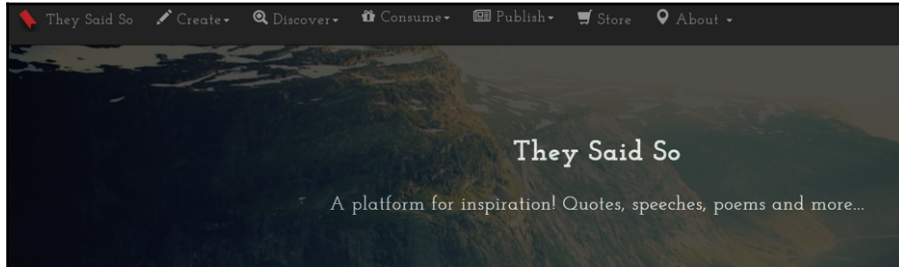 They Said So Create Discover Consume Publish Store About
They Said So
A platform for inspiration! Quotes, speeches, poems and more...